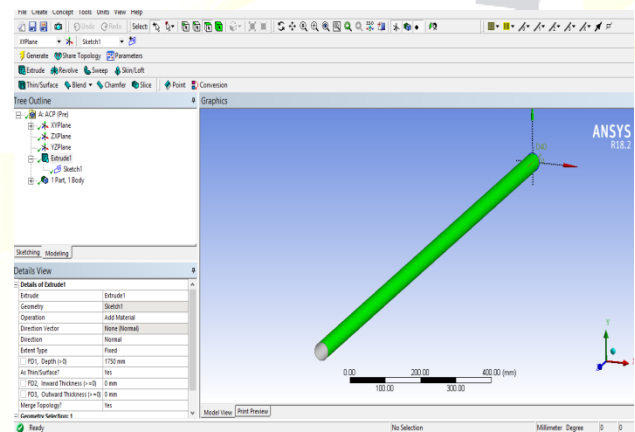 File Create Concept Tools Units View Help
Undo Redo Select:
XYPlane Sketch1
Generate Share Topology Parameters
Extrude Revolve Sweep Skin/Loft
Thin/Surface Blend Chamfer Slice Point Conversion
Tree Outline
A: ACP (Pre)
XYPlane
ZXPlane
YZPlane
Extrude1
Sketch1
1 Part, 1 Body
Sketching Modeling
Details View
Details of Extrude1
Extrude Extrude1
Geometry Sketch1
Operation Add Material
Direction Vector None (Normal)
Direction Normal
Extent Type Fixed
FD1, Depth (>0) 1750 mm
As Thin/Surface? Yes
FD2, Inward Thickness (>=0) 0 mm
FD3, Outward Thickness (>=0) 0 mm
Merge Topology? Yes
Geometry Selection: 1
Graphics
ANSYS
R18.2
Y
0.00 200.00 400.00 (mm)
100.00 300.00
Model View Print Preview
Ready No Selection Millimeter Degree 0 0